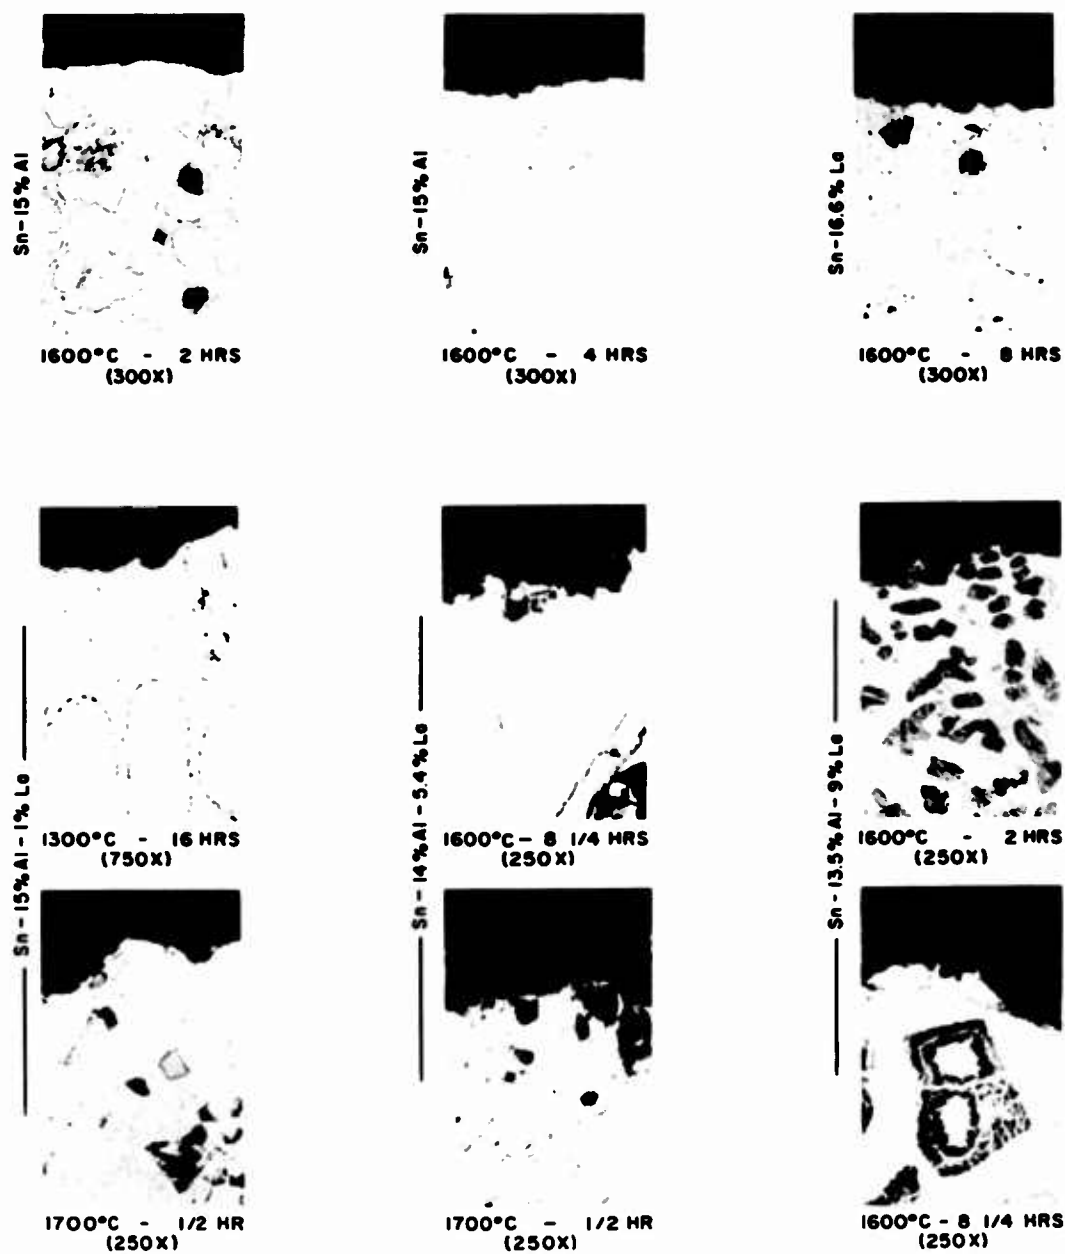 Sn-15% Al
1600°C - 2 HRS
(300X)
Sn-15% Al
1600°C - 4 HRS
(300X)
Sn-16.6% La
1600°C - 8 HRS
(300X)
Sn-15%Al-1% La
1300°C - 16 HRS
(750X)
1700°C - 1/2 HR
(250X)
Sn-14%Al-5.4%La
1600°C - 8 1/4 HRS
(250X)
1700°C - 1/2 HR
(250X)
Sn-13.5%Al-9% La
1600°C - 2 HRS
(250X)
1600°C - 8 1/4 HRS
(250X)